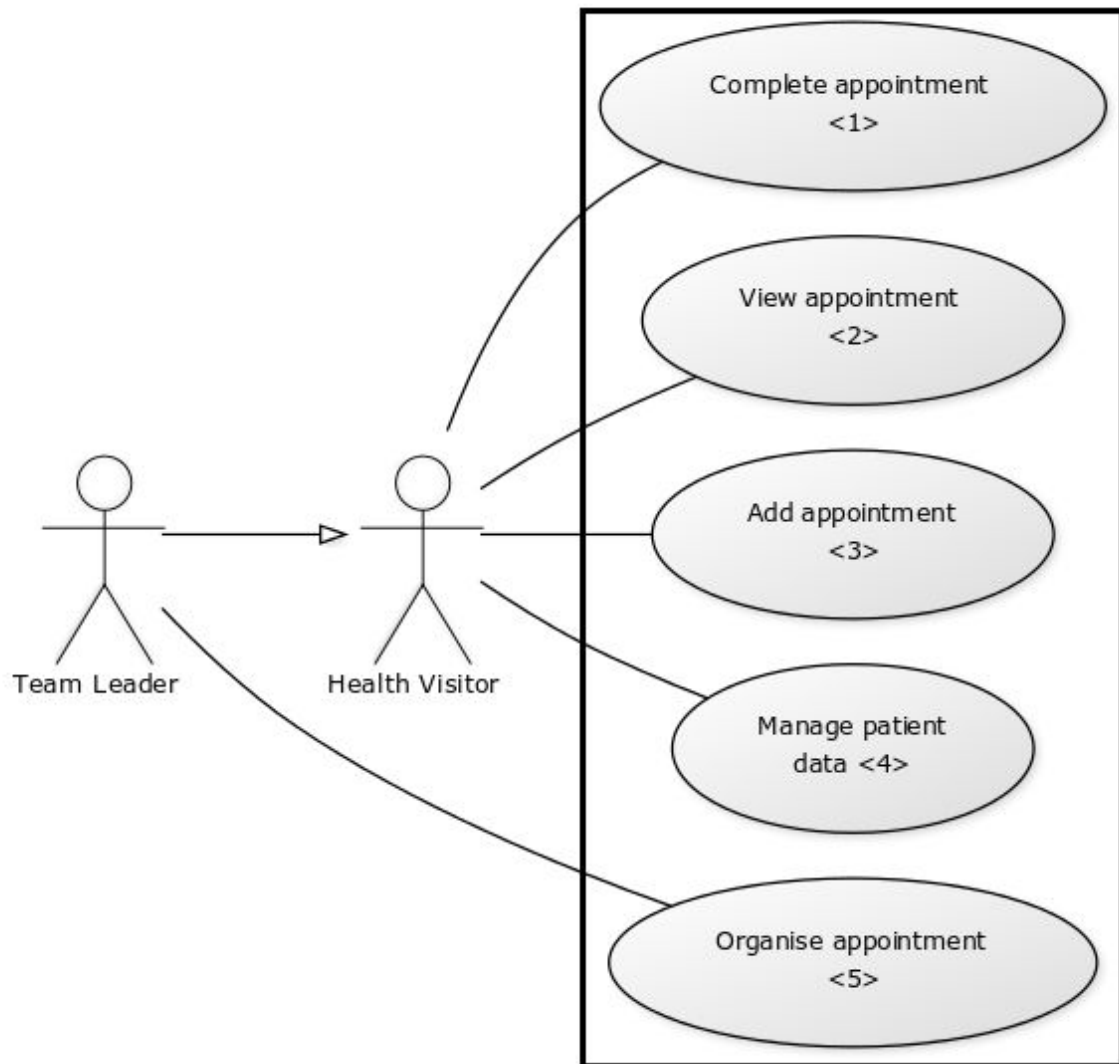 Complete appointment
<1>
View appointment
<2>
Add appointment
<3>
Team Leader
Health Visitor
Manage patient
data <4>
Organise appointment
<5>